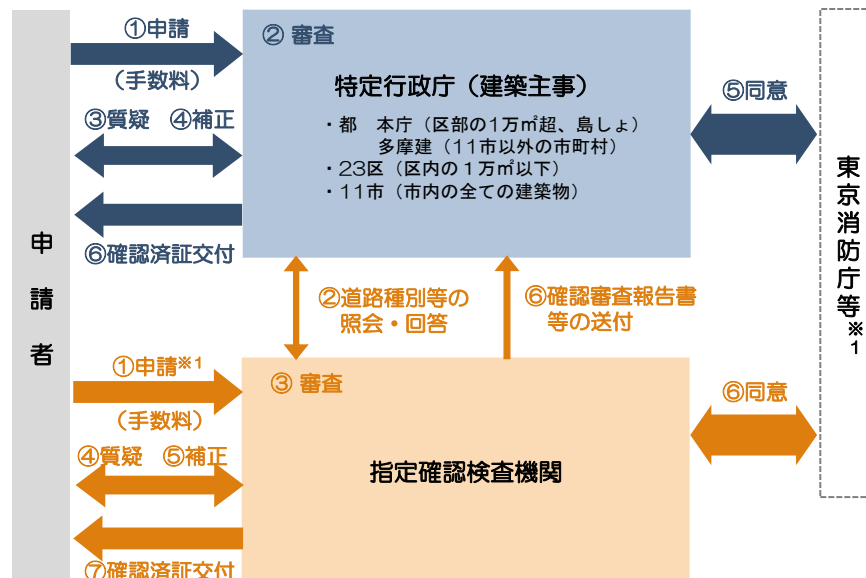 ①申請
（手数料）
③質疑　④補正
⑥確認済証交付
② 審査
特定行政庁（建築主事）
・都　本庁（区部の1万㎡超、島しょ）
多摩建（11市以外の市町村）
・23区（区内の１万㎡以下）
・11市（市内の全ての建築物）
⑤同意
申請者
東京消防庁等※1
②道路種別等の
照会・回答
⑥確認審査報告書
等の送付
①申請※1
（手数料）
④質疑　⑤補正
⑦確認済証交付
③ 審査
指定確認検査機関
⑥同意